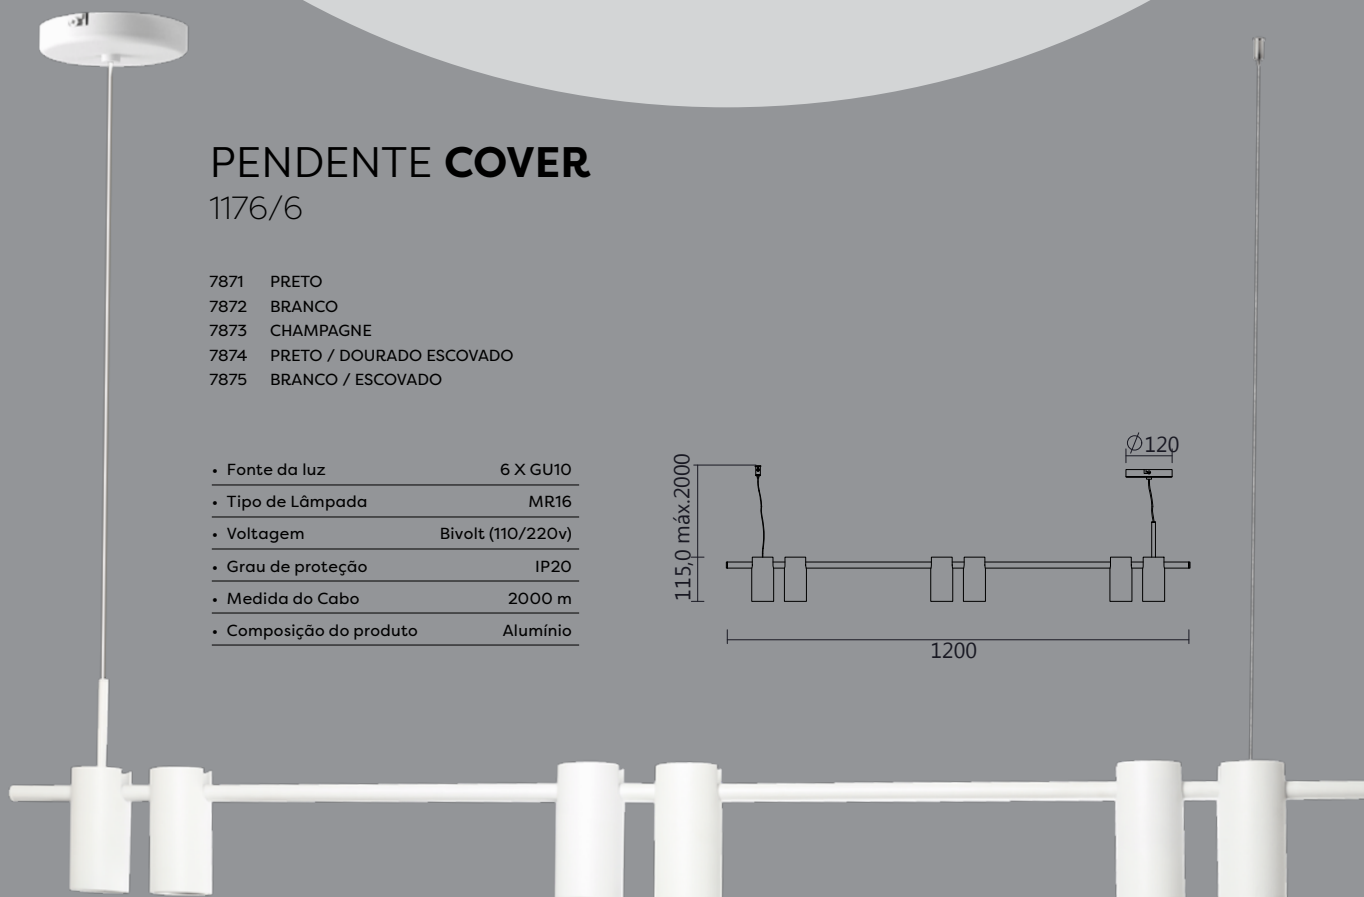 PENDENTE COVER
1176/6
7871 PRETO
7872 BRANCO
7873 CHAMPAGNE
7874 PRETO / DOURADO ESCOVADO
7875 BRANCO / ESCOVADO
• Fonte da luz 6 X GU10
• Tipo de Lâmpada MR16
• Voltagem Bivolt (110/220v)
• Grau de proteção IP20
• Medida do Cabo 2000 m
• Composição do produto Alumínio
115,0 máx.2000
Ø120
1200